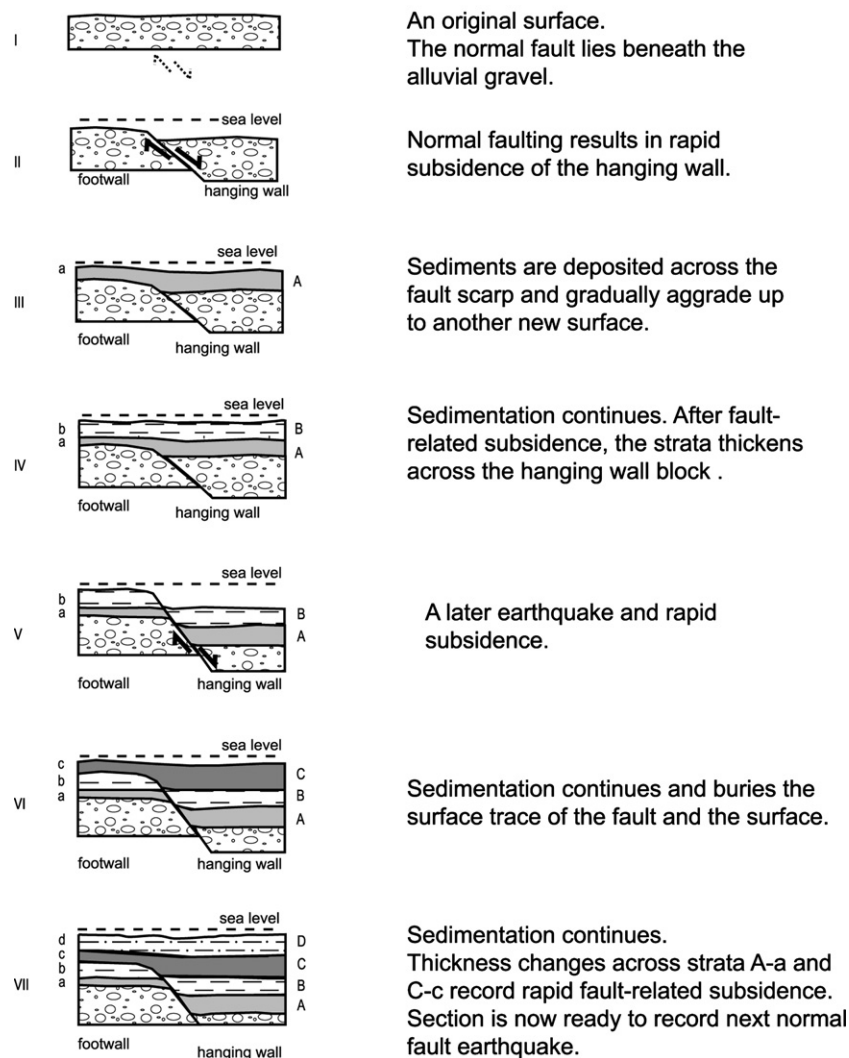 I
An original surface.
The normal fault lies beneath the
alluvial gravel.
sea level
II
footwall
hanging wall
Normal faulting results in rapid
subsidence of the hanging wall.
sea level
a
A
III
footwall
hanging wall
Sediments are deposited across the
fault scarp and gradually aggrade up
to another new surface.
sea level
b
B
a
A
IV
footwall
hanging wall
Sedimentation continues. After fault-
related subsidence, the strata thickens
across the hanging wall block .
sea level
b
B
a
A
V
footwall
hanging wall
A later earthquake and rapid
subsidence.
sea level
c
C
b
B
a
A
VI
footwall
hanging wall
Sedimentation continues and buries the
surface trace of the fault and the surface.
sea level
d
D
c
C
b
B
a
A
VII
footwall
hanging wall
Sedimentation continues.
Thickness changes across strata A-a and
C-c record rapid fault-related subsidence.
Section is now ready to record next normal
fault earthquake.